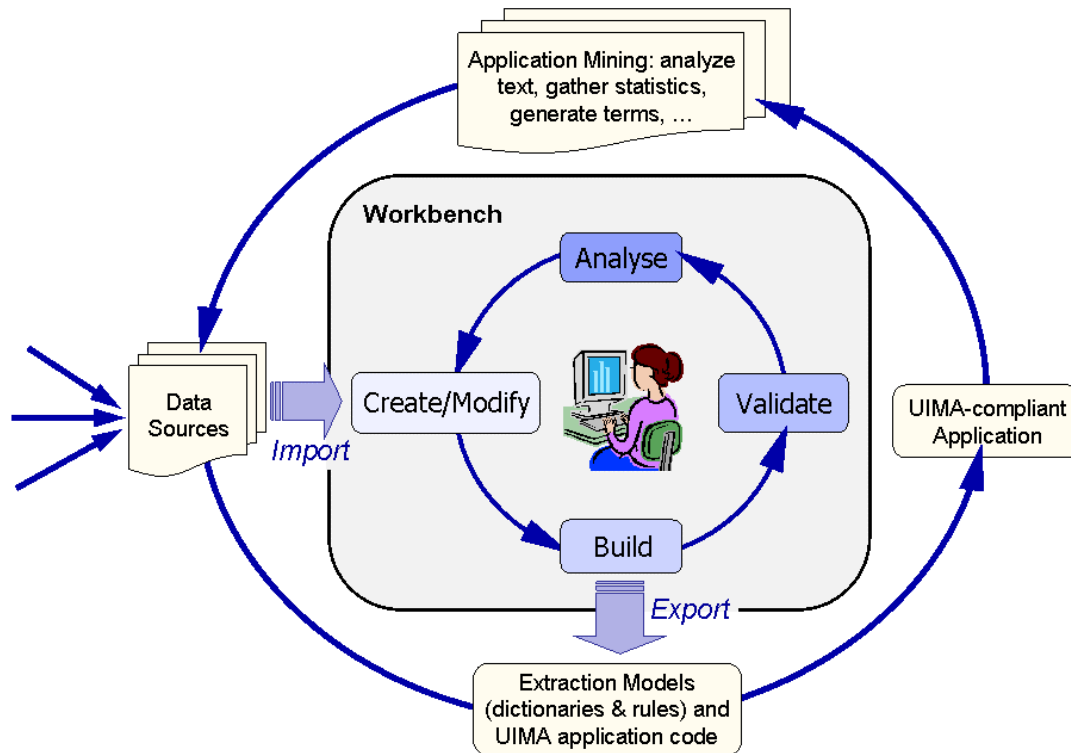 Application Mining: analyze
text, gather statistics,
generate terms, …
Workbench
Analyse
Data
Sources
Import
Create/Modify
Validate
UIMA-compliant
Application
Build
Export
Extraction Models
(dictionaries & rules) and
UIMA application code